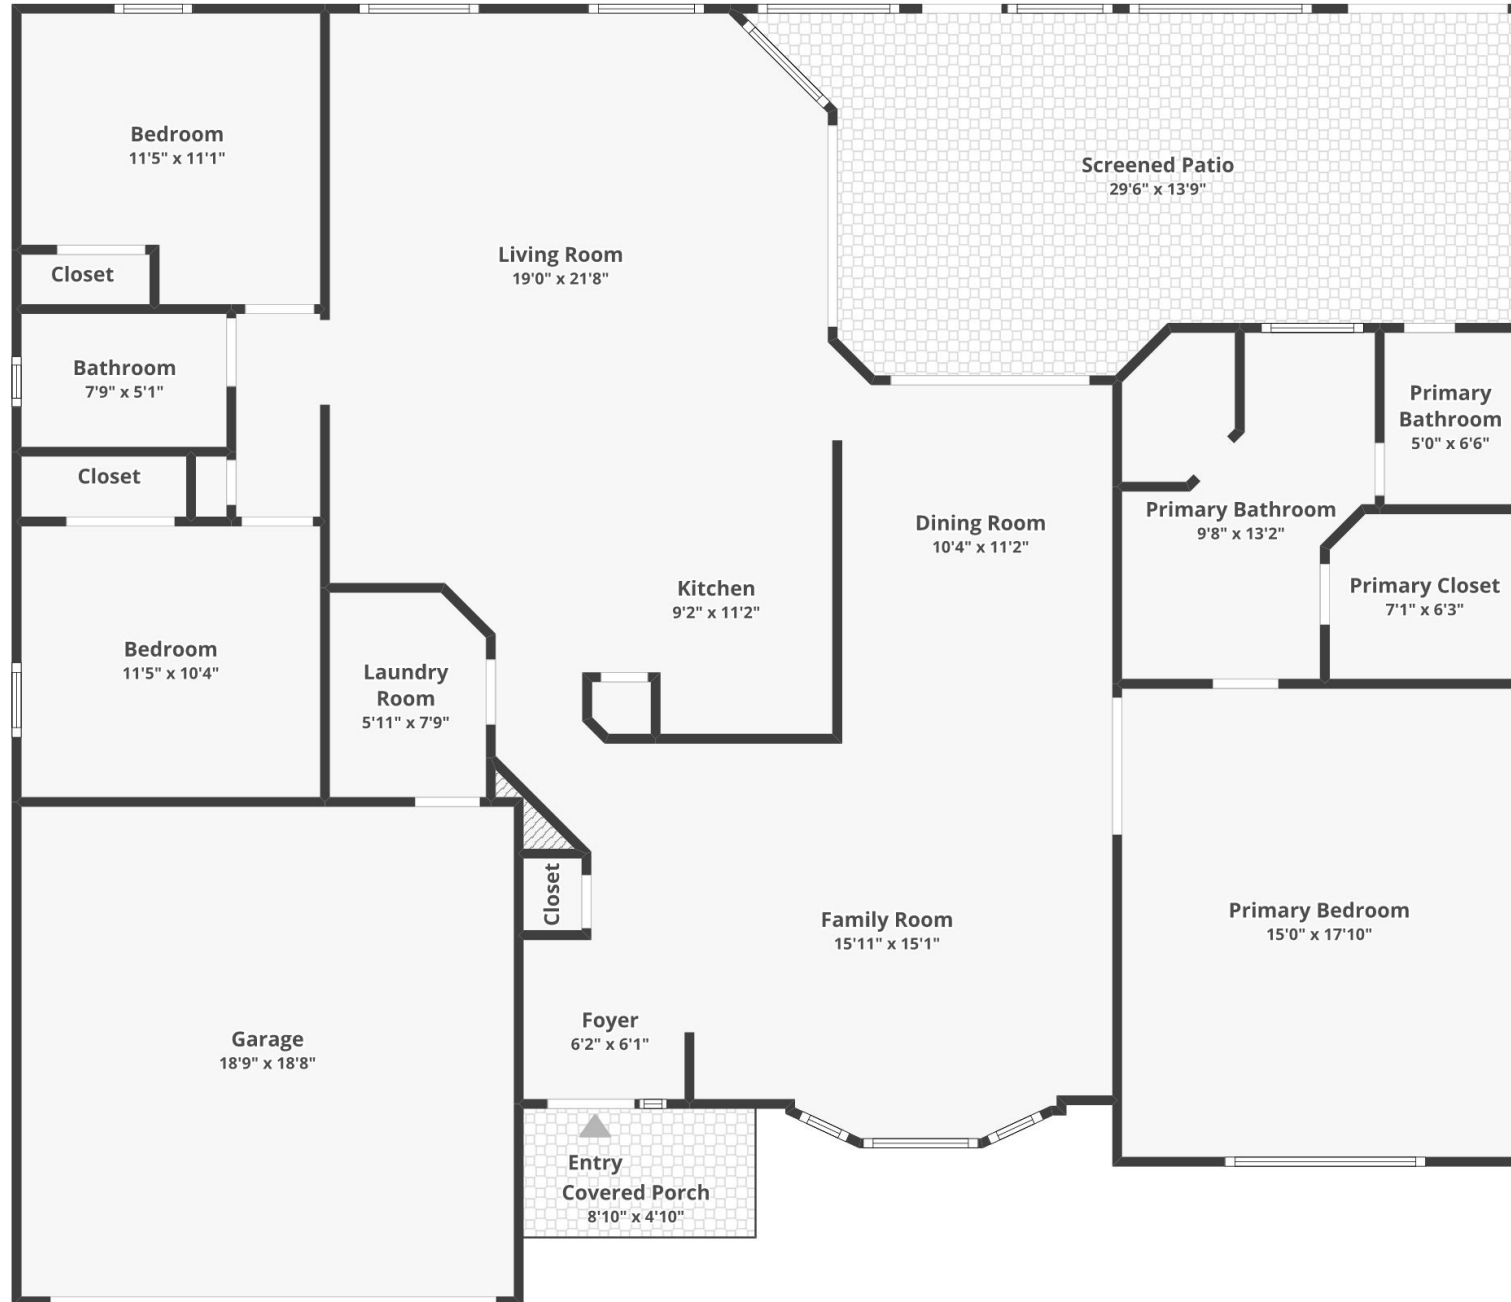 Bedroom
11'5" x 11'1"
Closet
Bathroom
7'9" x 5'1"
Closet
Bedroom
11'5" x 10'4"
Living Room
19'0" x 21'8"
Screened Patio
29'6" x 13'9"
Primary
Bathroom
5'0" x 6'6"
Primary Bathroom
9'8" x 13'2"
Dining Room
10'4" x 11'2"
Kitchen
9'2" x 11'2"
Primary Closet
7'1" x 6'3"
Laundry
Room
5'11" x 7'9"
Closet
Family Room
15'11" x 15'1"
Primary Bedroom
15'0" x 17'10"
Foyer
6'2" x 6'1"
Garage
18'9" x 18'8"
Entry
Covered Porch
8'10" x 4'10"